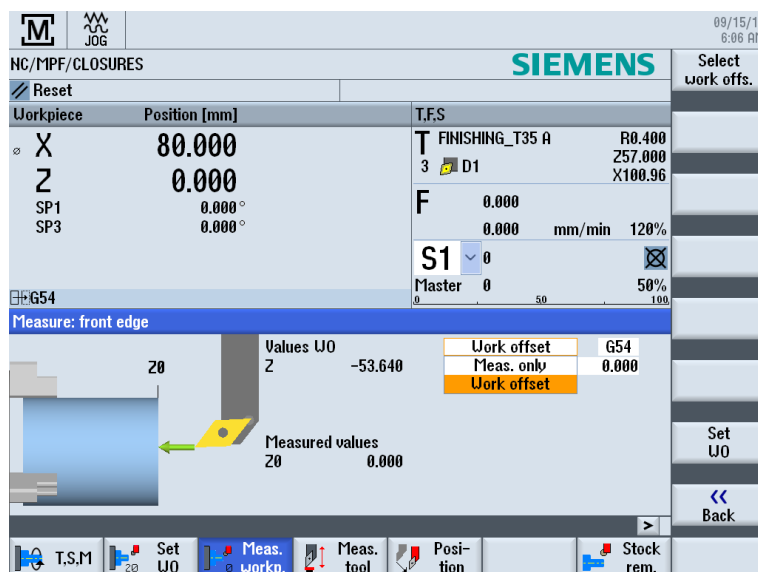 M
JOG
09/15/1
6:06 AM
NC/MPF/CLOSURES
SIEMENS
Select
work offs.
Reset
Workpiece Position [mm]
T,F,S
⌀ X 80.000
Z 0.000
SP1 0.000°
SP3 0.000°
G54
T FINISHING_T35 A R0.400
3 D1 Z57.000
X100.96
F 0.000
0.000 mm/min 120%
S1 0
Master 0 50%
0 50 100
Measure: front edge
Z0
Values WO
Z -53.640
Measured values
Z0 0.000
Work offset G54
Meas. only 0.000
Work offset
Set
WO
<<
Back
>
T,S,M
Set
WO
Z0
Meas.
workp.
Meas.
tool
Posi-
tion
Stock
rem.